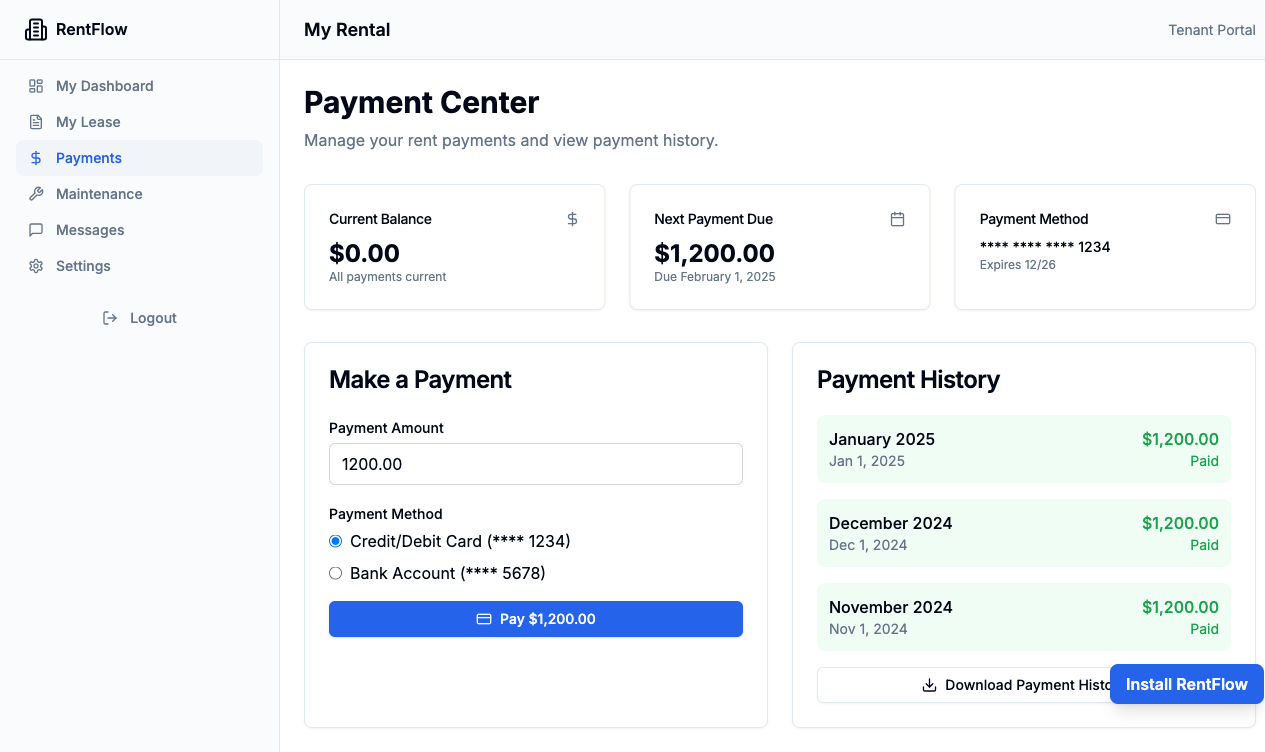 RentFlow
My Rental
Tenant Portal
My Dashboard
My Lease
Payments
Maintenance
Messages
Settings
Logout
Payment Center
Manage your rent payments and view payment history.
Current Balance
$0.00
All payments current
Next Payment Due
$1,200.00
Due February 1, 2025
Payment Method
**** **** **** 1234
Expires 12/26
Make a Payment
Payment Amount
1200.00
Payment Method
Credit/Debit Card (**** 1234)
Bank Account (**** 5678)
Pay $1,200.00
Payment History
January 2025 $1,200.00
Jan 1, 2025 Paid
December 2024 $1,200.00
Dec 1, 2024 Paid
November 2024 $1,200.00
Nov 1, 2024 Paid
Download Payment Histo
Install RentFlow